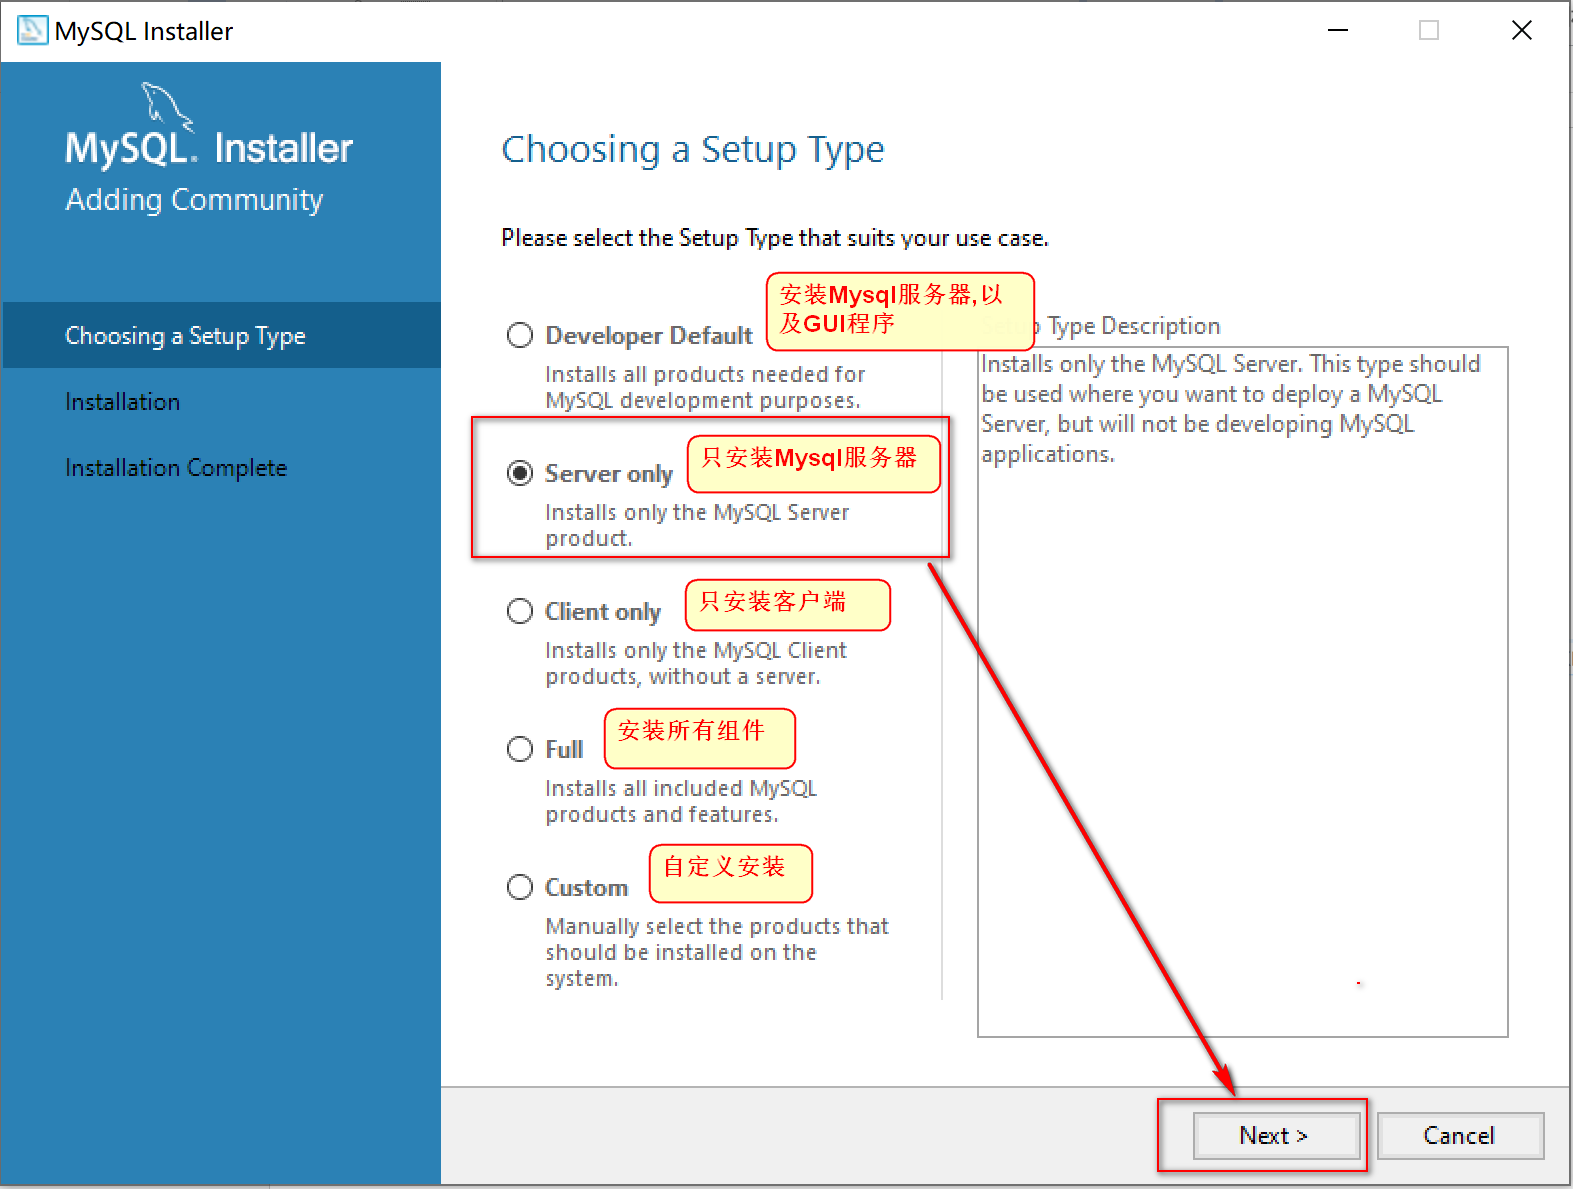 MySQL Installer
MySQL. Installer
Adding Community
Choosing a Setup Type
Installation
Installation Complete
Choosing a Setup Type
Please select the Setup Type that suits your use case.
安装Mysql服务器,以
及GUI程序
Developer Default
Installs all products needed for
MySQL development purposes.
Server only
只安装Mysql服务器
Installs only the MySQL Server
product.
Client only
只安装客户端
Installs only the MySQL Client
products, without a server.
Full
安装所有组件
Installs all included MySQL
products and features.
Custom
自定义安装
Manually select the products that
should be installed on the
system.
Type Description
Installs only the MySQL Server. This type should
be used where you want to deploy a MySQL
Server, but will not be developing MySQL
applications.
Next >
Cancel